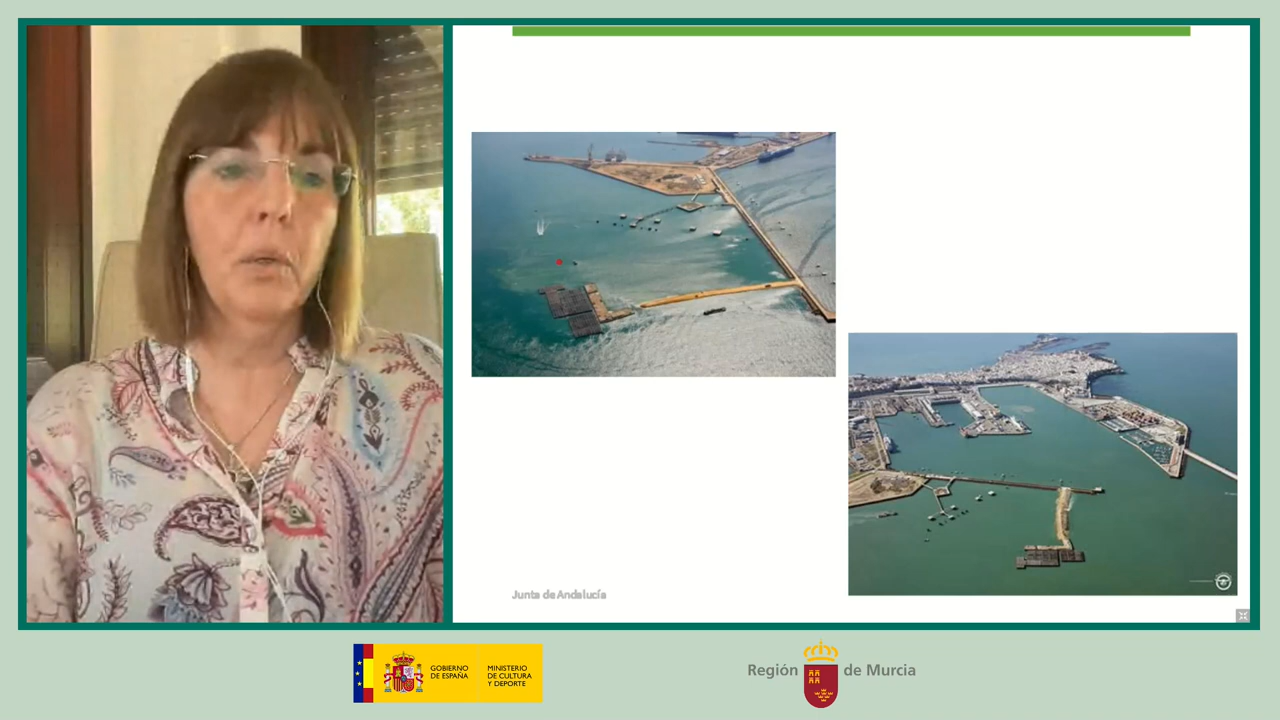 Junta de Andalucía
GOBIERNO
DE ESPAÑA
MINISTERIO
DE CULTURA
Y DEPORTE
Región de Murcia